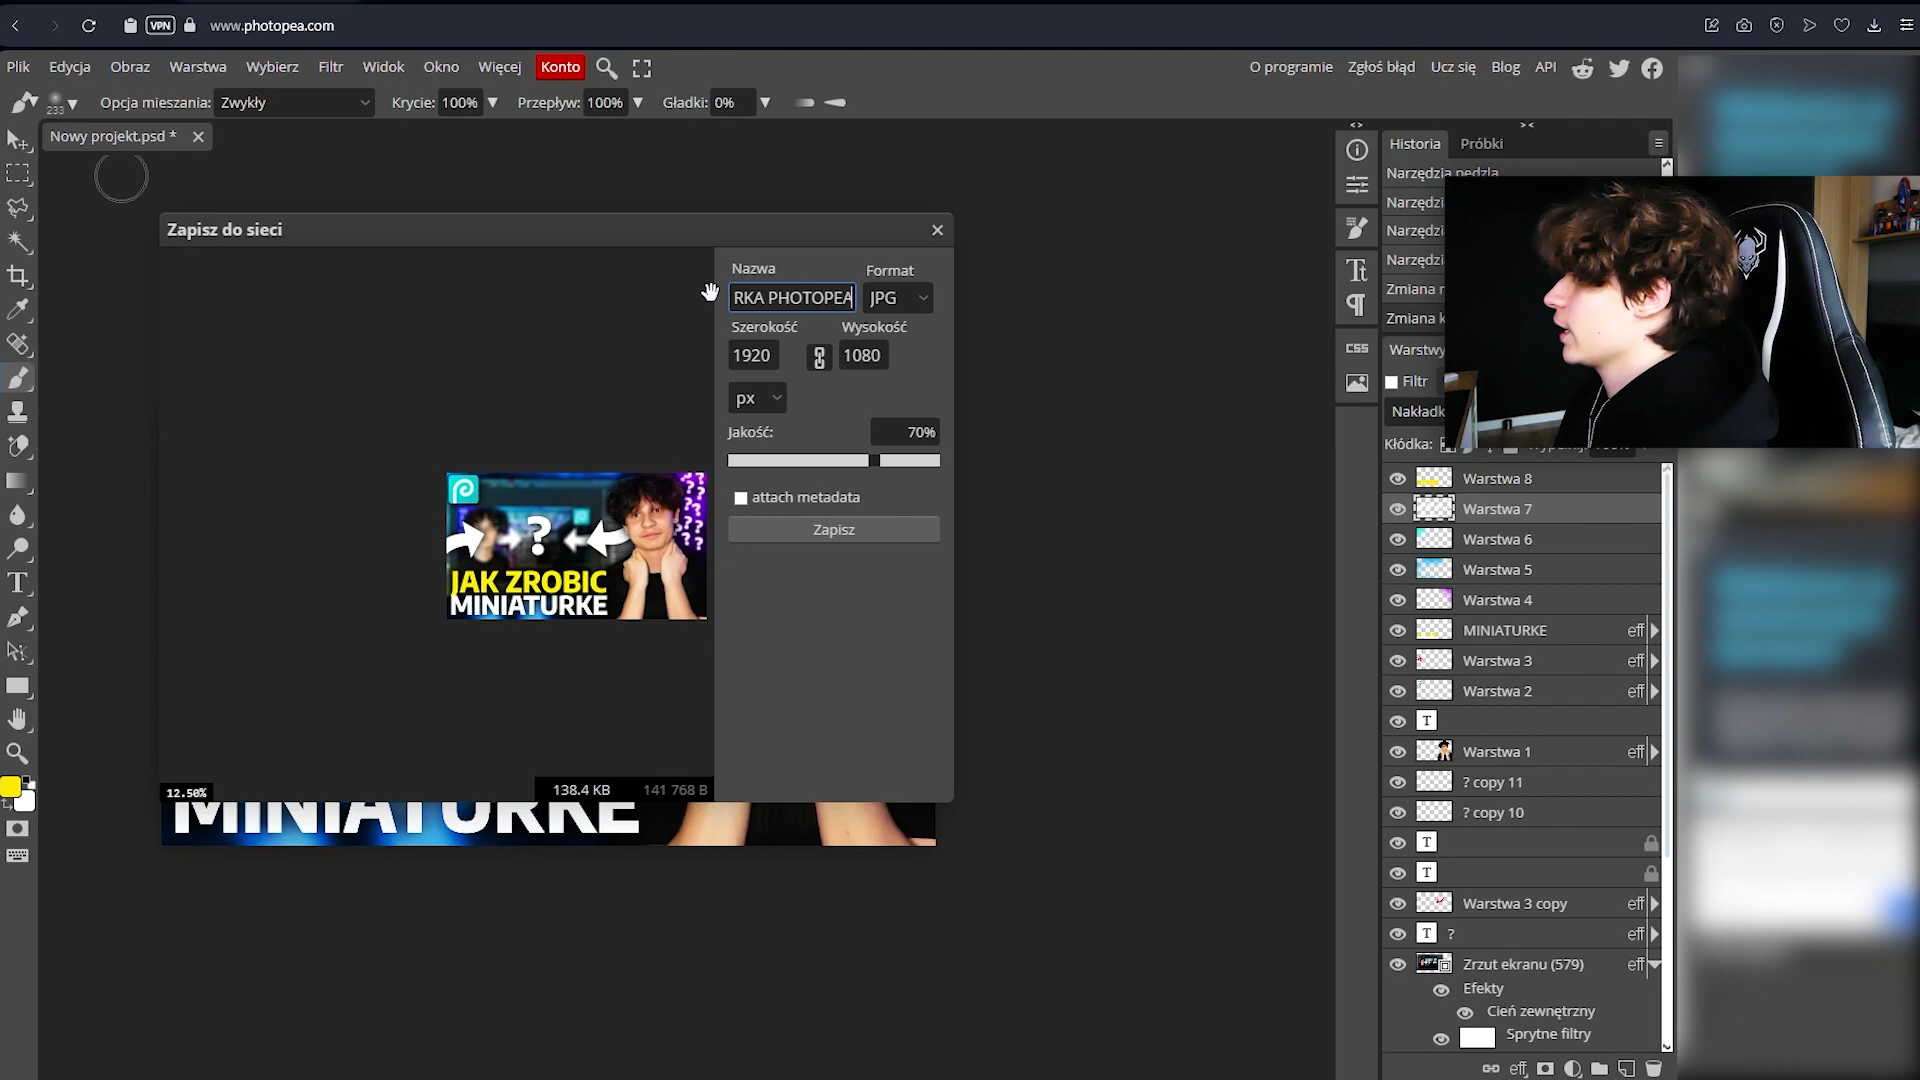 VPN www.photopea.com
Plik Edycja Obraz Warstwa Wybierz Filtr Widok Okno Więcej Konto O programie Zgłoś błąd Ucz się Blog API
233 Opcja mieszania: Zwykły Krycie: 100% Przepływ: 100% Gładki: 0%
Nowy projekt.psd *
Historia Próbki
Narzędzia pędzla
Narzędzi
Narzędzi
Narzędzi
Zmiana r
Zmiana k
Zapisz do sieci
Nazwa Format
RKA PHOTOPEA JPG
Szerokość Wysokość
1920 1080
px
Jakość: 70%
attach metadata
Zapisz
?
JAK ZROBIC
MINIATURKE
12.50% 138.4 KB 141 768 B
MINIATURKE
CSS
Warstwy
Filtr
Nakładk
Kłódka:
Warstwa 8
Warstwa 7
Warstwa 6
Warstwa 5
Warstwa 4
MINIATURKE eff
Warstwa 3 eff
Warstwa 2 eff
T
Warstwa 1 eff
? copy 11
? copy 10
T
T
Warstwa 3 copy eff
T ? eff
Zrzut ekranu (579) eff
Efekty
Cień zewnętrzny
Sprytne filtry
eff